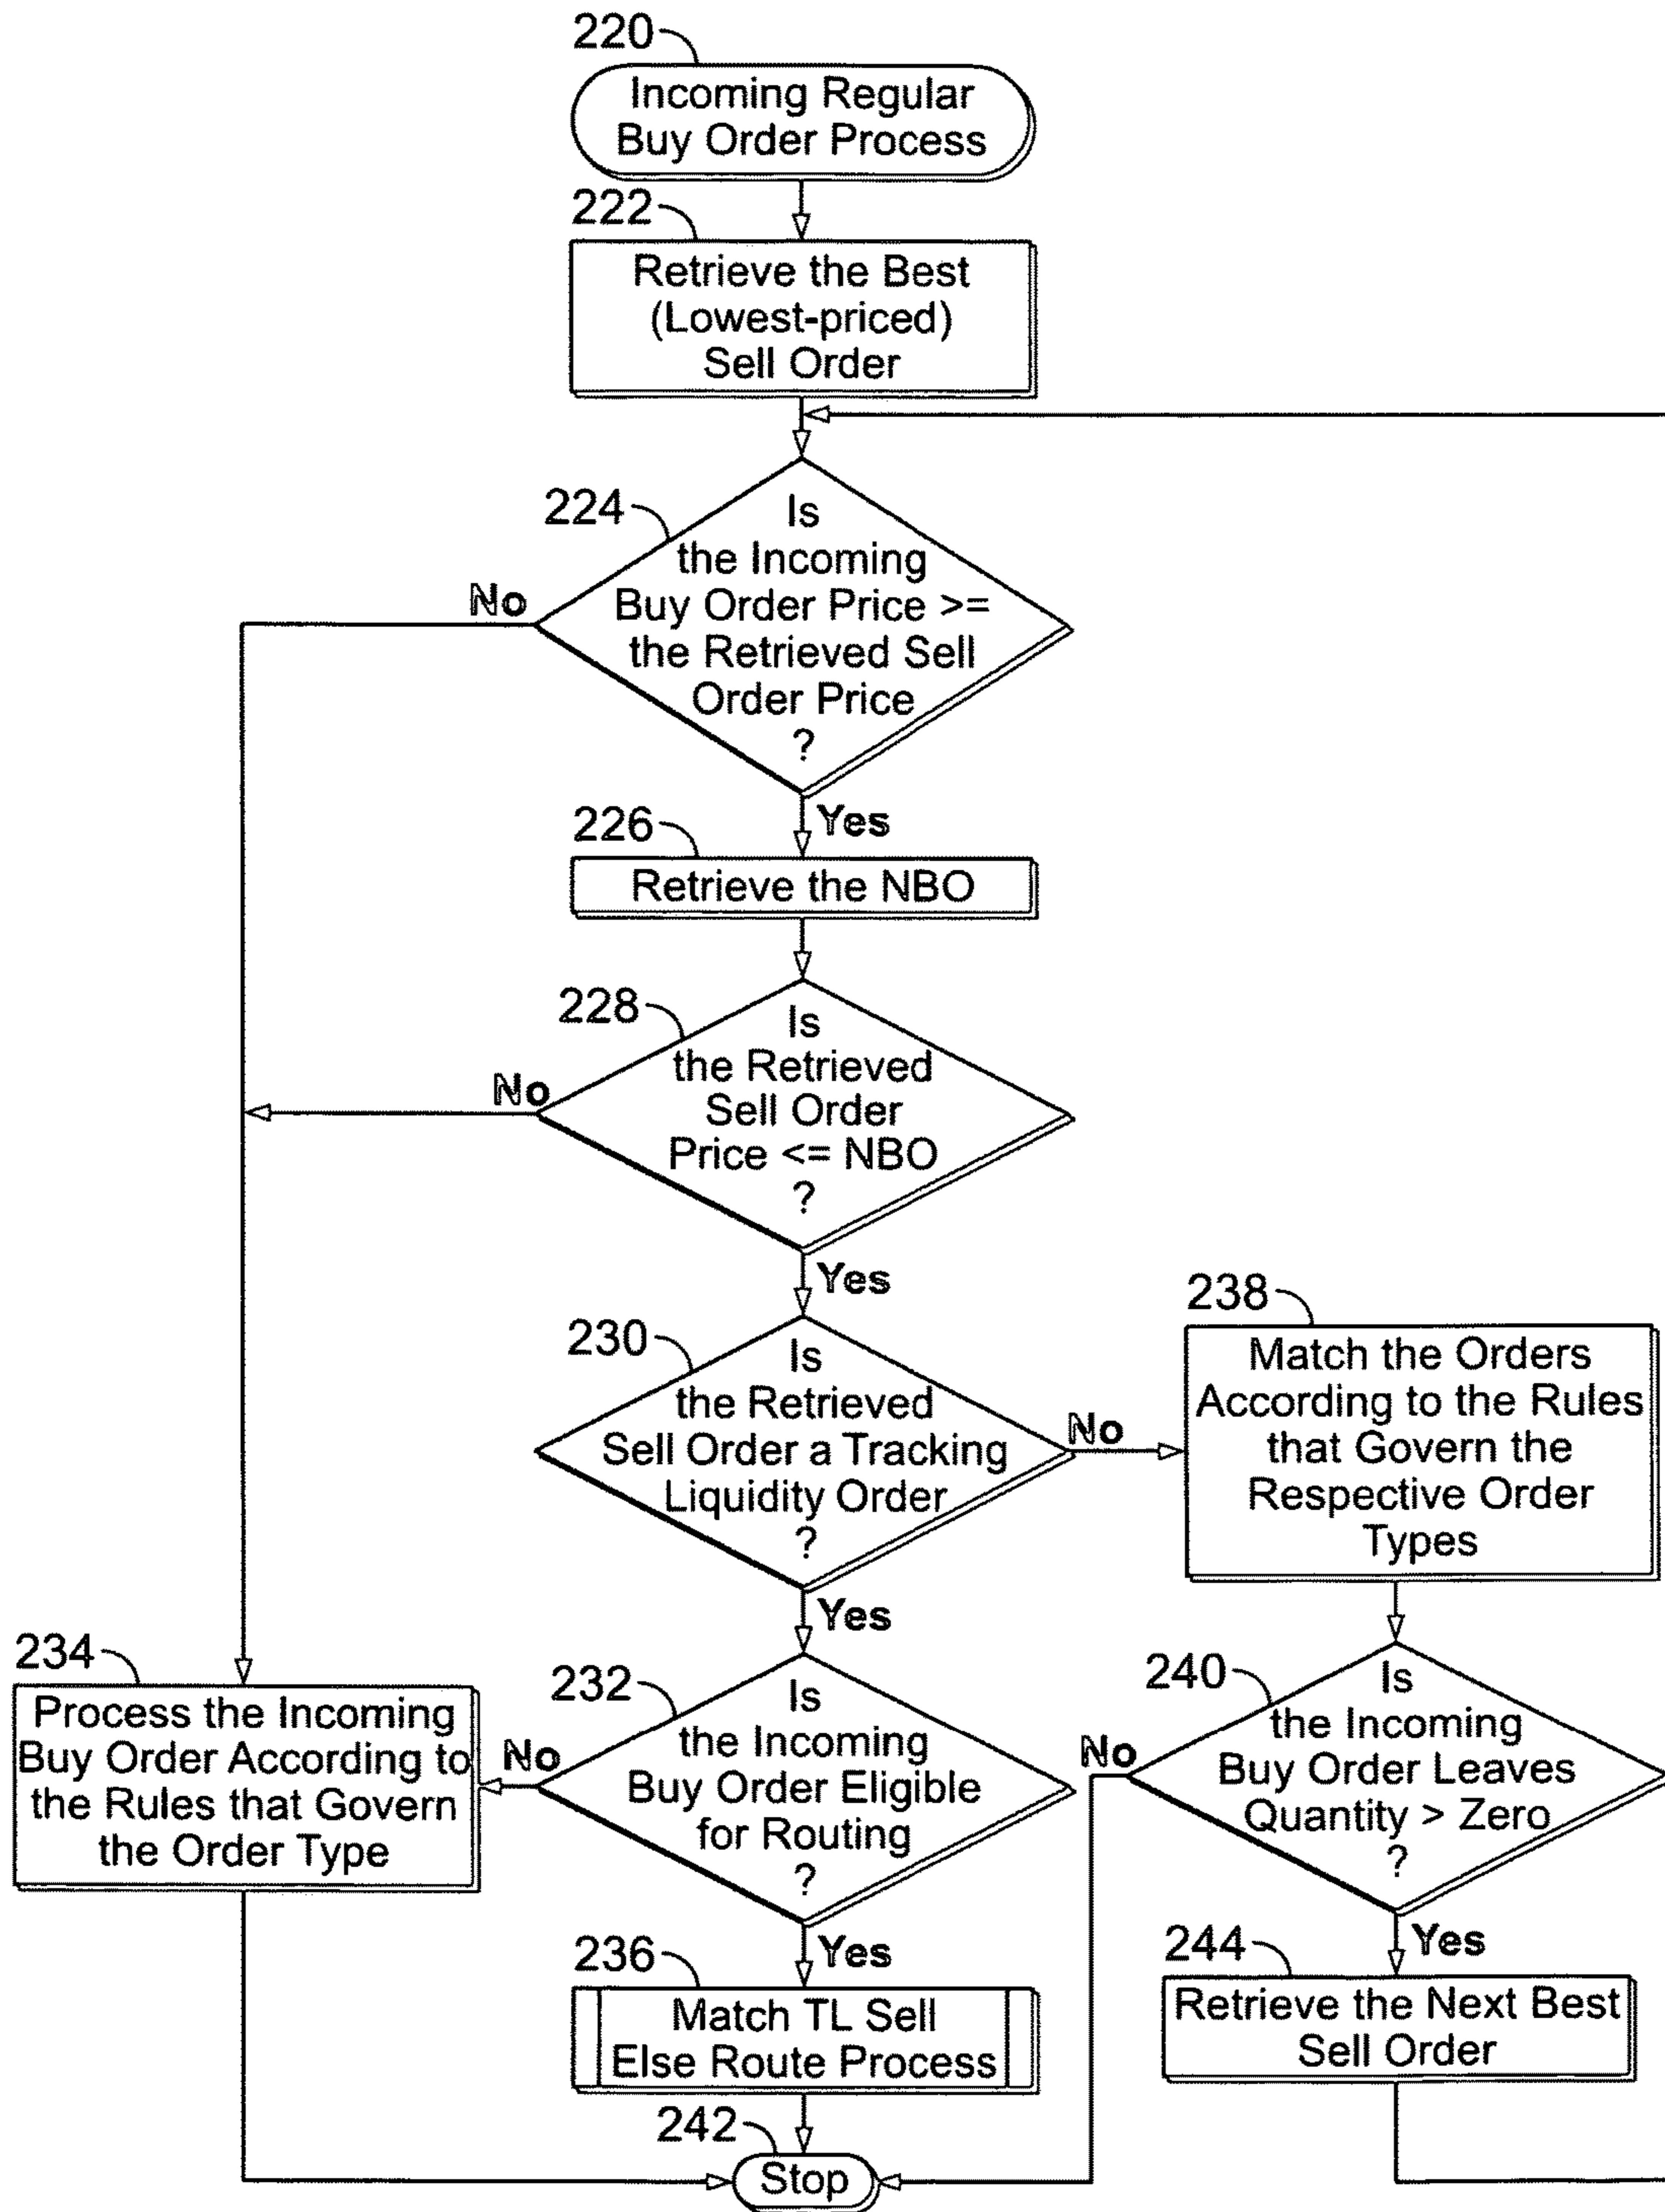 220
Incoming Regular
Buy Order Process
222
Retrieve the Best
(Lowest-priced)
Sell Order
224
Is
the Incoming
Buy Order Price >=
the Retrieved Sell
Order Price
?
No
Yes
226
Retrieve the NBO
228
Is
the Retrieved
Sell Order
Price <= NBO
?
No
Yes
230
Is
the Retrieved
Sell Order a Tracking
Liquidity Order
?
No
Yes
238
Match the Orders
According to the Rules
that Govern the
Respective Order
Types
234
Process the Incoming
Buy Order According to
the Rules that Govern
the Order Type
232
Is
the Incoming
Buy Order Eligible
for Routing
?
No
Yes
240
Is
the Incoming
Buy Order Leaves
Quantity > Zero
?
No
Yes
236
Match TL Sell
Else Route Process
244
Retrieve the Next Best
Sell Order
242
Stop